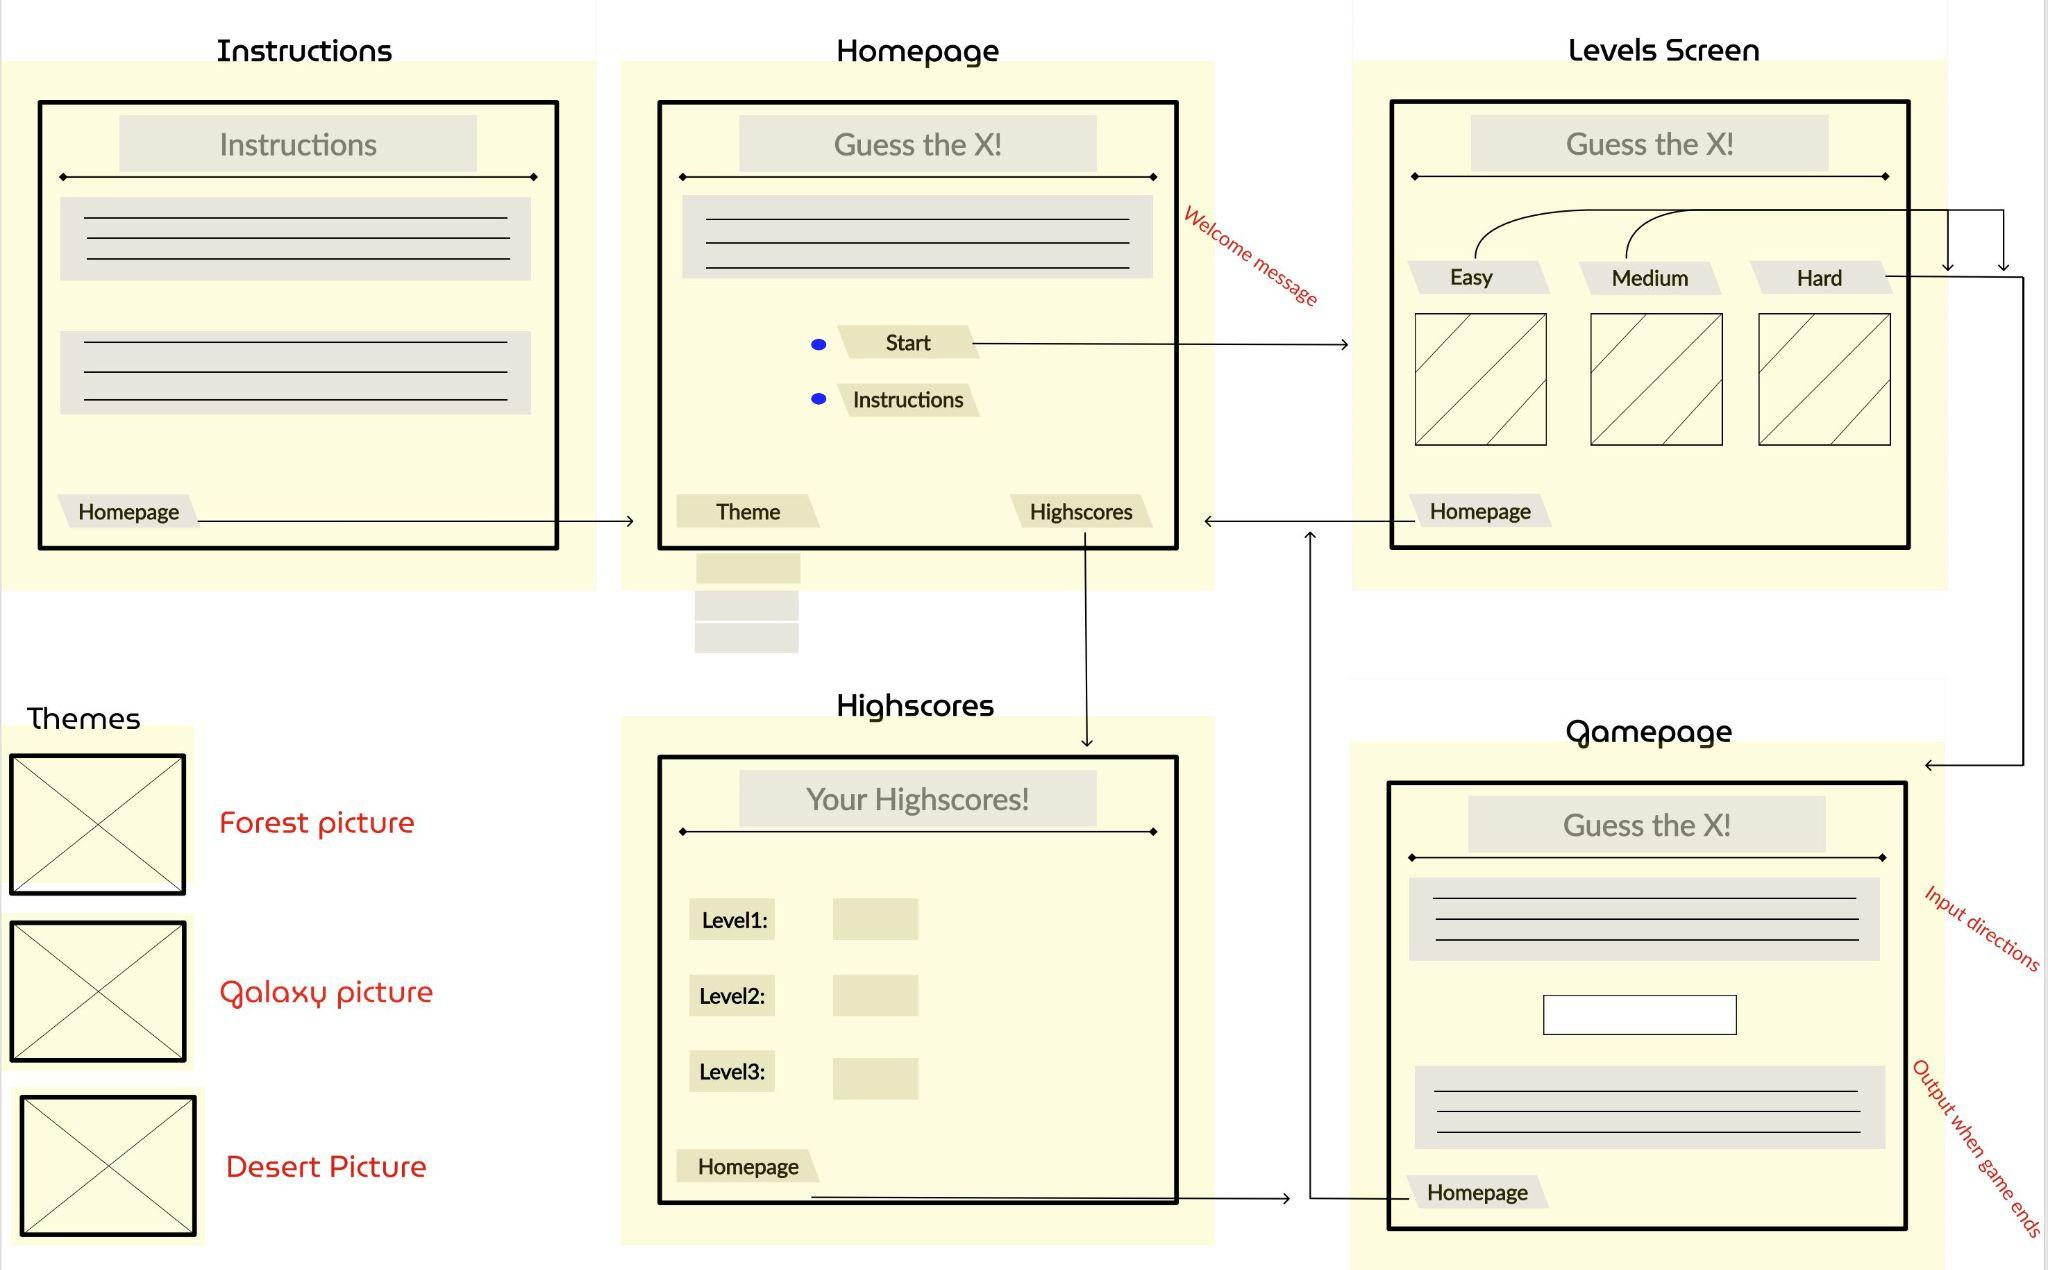 Instructions
Instructions
Homepage
Homepage
Guess the X!
Welcome message
Start
Instructions
Theme
Highscores
Levels Screen
Guess the X!
Easy
Medium
Hard
Homepage
Themes
Forest picture
Galaxy picture
Desert Picture
Highscores
Your Highscores!
Level1:
Level2:
Level3:
Homepage
Gamepage
Guess the X!
Input directions
Output when game ends
Homepage